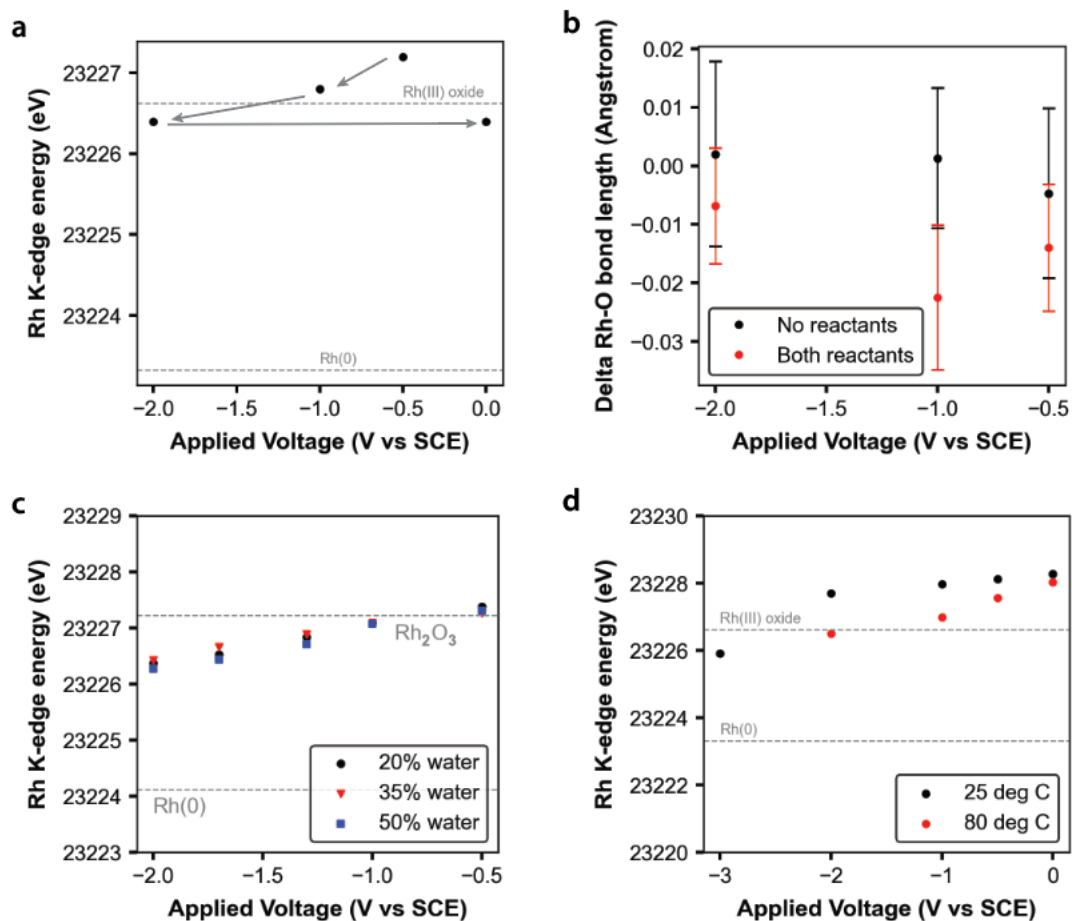 a
23227
23226
23225
23224
Rh K-edge energy (eV)
Rh(III) oxide
Rh(0)
−2.0 −1.5 −1.0 −0.5 0.0
Applied Voltage (V vs SCE)
b
0.02
0.01
0.00
−0.01
−0.02
−0.03
Delta Rh-O bond length (Angstrom)
No reactants
Both reactants
−2.0 −1.5 −1.0 −0.5
Applied Voltage (V vs SCE)
c
23229
23228
23227
23226
23225
23224
23223
Rh K-edge energy (eV)
Rh₂O₃
Rh(0)
20% water
35% water
50% water
−2.0 −1.5 −1.0 −0.5
Applied Voltage (V vs SCE)
d
23230
23228
23226
23224
23222
23220
Rh K-edge energy (eV)
Rh(III) oxide
Rh(0)
25 deg C
80 deg C
−3 −2 −1 0
Applied Voltage (V vs SCE)